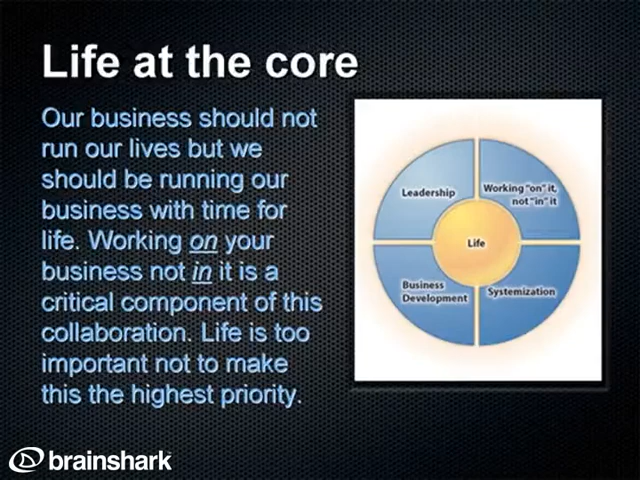 Life at the core
Our business should not
run our lives but we
should be running our
business with time for
life. Working on your
business not in it is a
critical component of this
collaboration. Life is too
important not to make
this the highest priority.
Leadership
Working "on" it,
not "in" it
Life
Business
Development
Systemization
brainshark